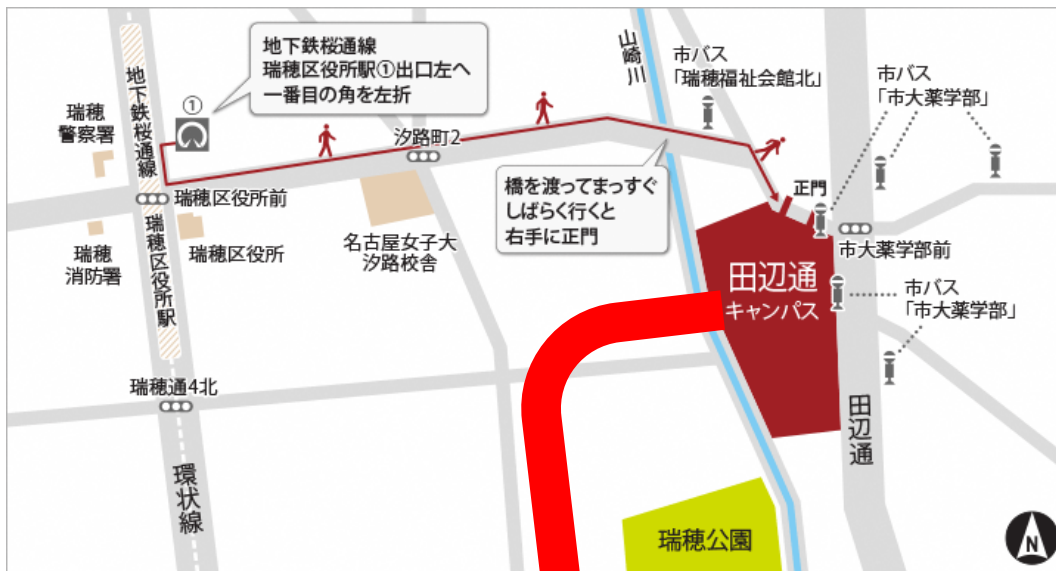 地下鉄桜通線
瑞穂区役所駅①出口左へ
一番目の角を左折
山崎川
市バス
「瑞穂福祉会館北」
市バス
「市大薬学部」
地下鉄桜通線
①
瑞穂
警察署
汐路町2
橋を渡ってまっすぐ
しばらく行くと
右手に正門
正門
瑞穂区役所前
瑞穂
消防署
瑞穂区役所
瑞穂区役所駅
名古屋女子大
汐路校舎
市大薬学部前
田辺通
キャンパス
市バス
「市大薬学部」
瑞穂通4北
田辺通
環状線
瑞穂公園
N